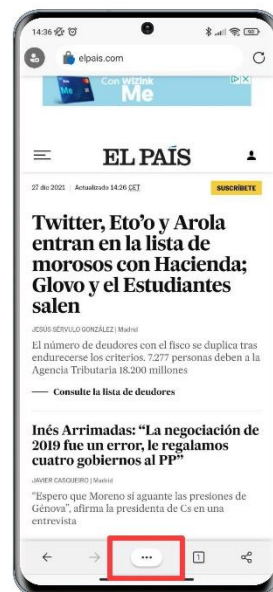 14:36
elpais.com
Con WiZink
Me
EL PAÍS
27 dic 2021 | Actualizado 14:26 CET
SUSCRÍBETE
Twitter, Eto’o y Arola
entran en la lista de
morosos con Hacienda;
Glovo y el Estudiantes
salen
JESÚS SÉRVULO GONZÁLEZ | Madrid
El número de deudores con el fisco se duplica tras
endurecerse los criterios. 7.277 personas deben a la
Agencia Tributaria 18.200 millones
Consulte la lista de deudores
Inés Arrimadas: “La negociación de
2019 fue un error, le regalamos
cuatro gobiernos al PP”
JAVIER CASQUEIRO | Madrid
“Espero que Moreno sí aguante las presiones de
Génova”, afirma la presidenta de Cs en una
entrevista
1